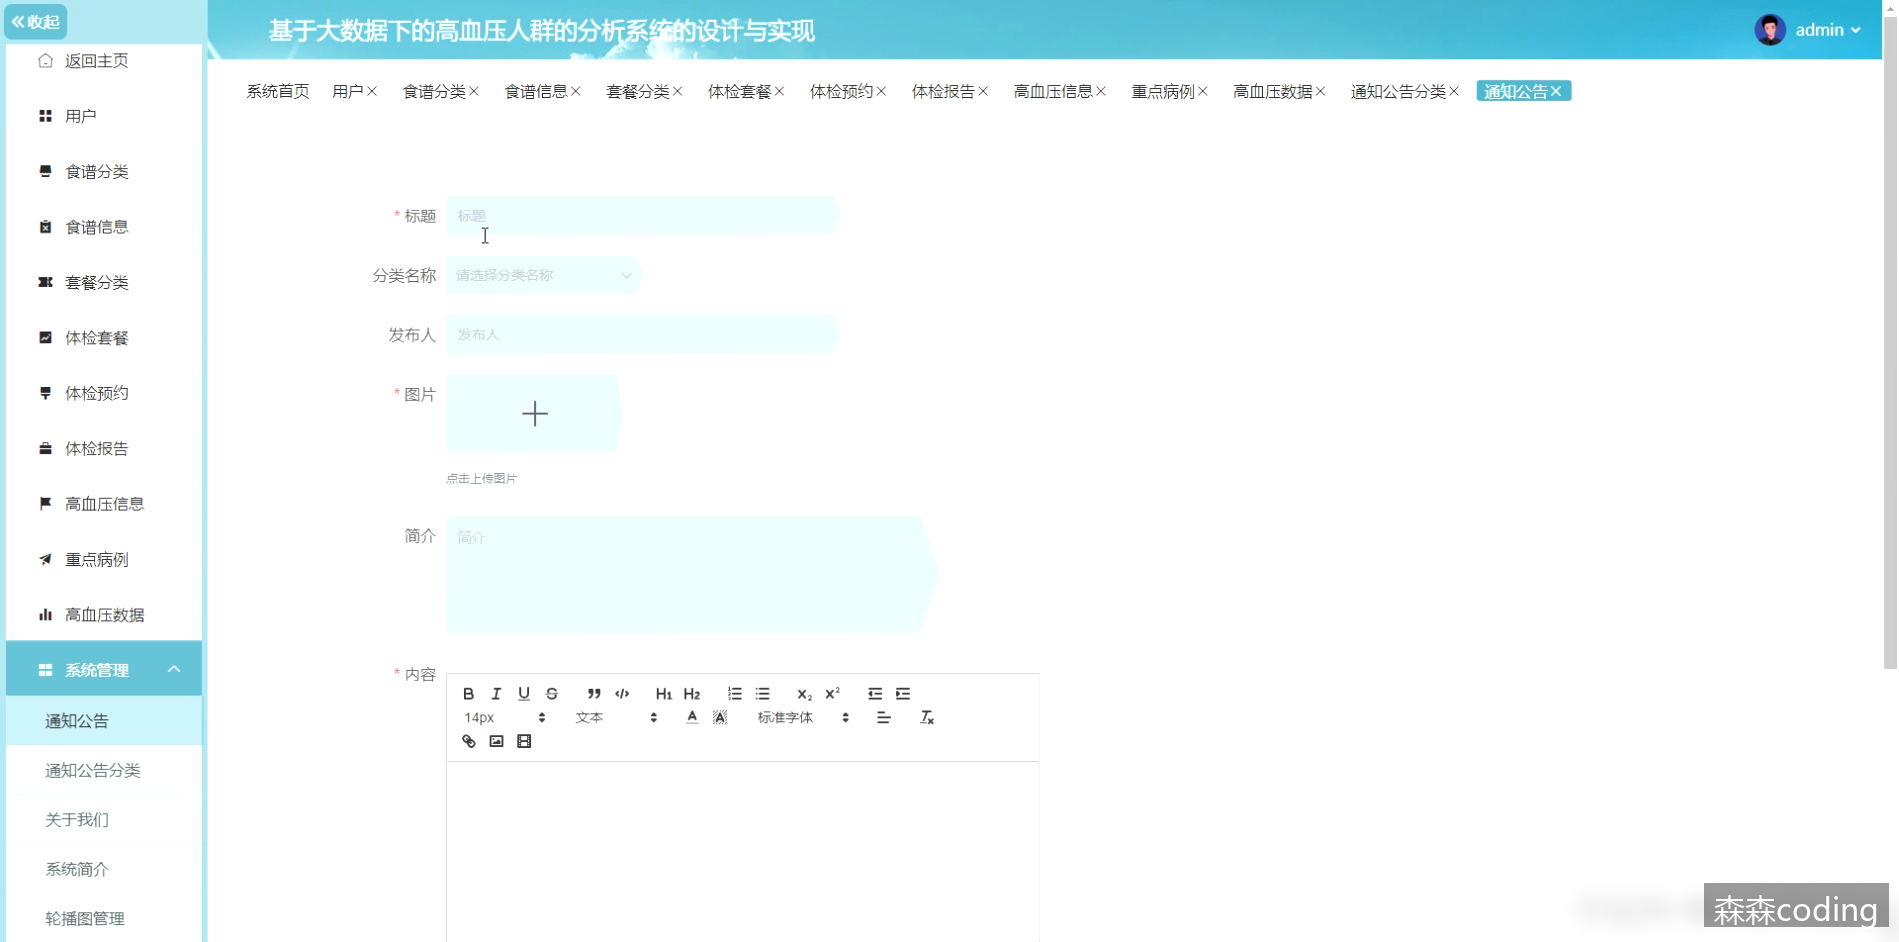 收起
基于大数据下的高血压人群的分析系统的设计与实现
admin
返回主页
用户
食谱分类
食谱信息
套餐分类
体检套餐
体检预约
体检报告
高血压信息
重点病例
高血压数据
系统管理
通知公告
通知公告分类
关于我们
系统简介
轮播图管理
系统首页 用户 食谱分类 食谱信息 套餐分类 体检套餐 体检预约 体检报告 高血压信息 重点病例 高血压数据 通知公告分类 通知公告
* 标题 标题
分类名称 请选择分类名称
发布人 发布人
* 图片
点击上传图片
简介 简介
* 内容
B I U S H1 H2 X2 X2
14px 文本 A A 标准字体 Tx
森森coding